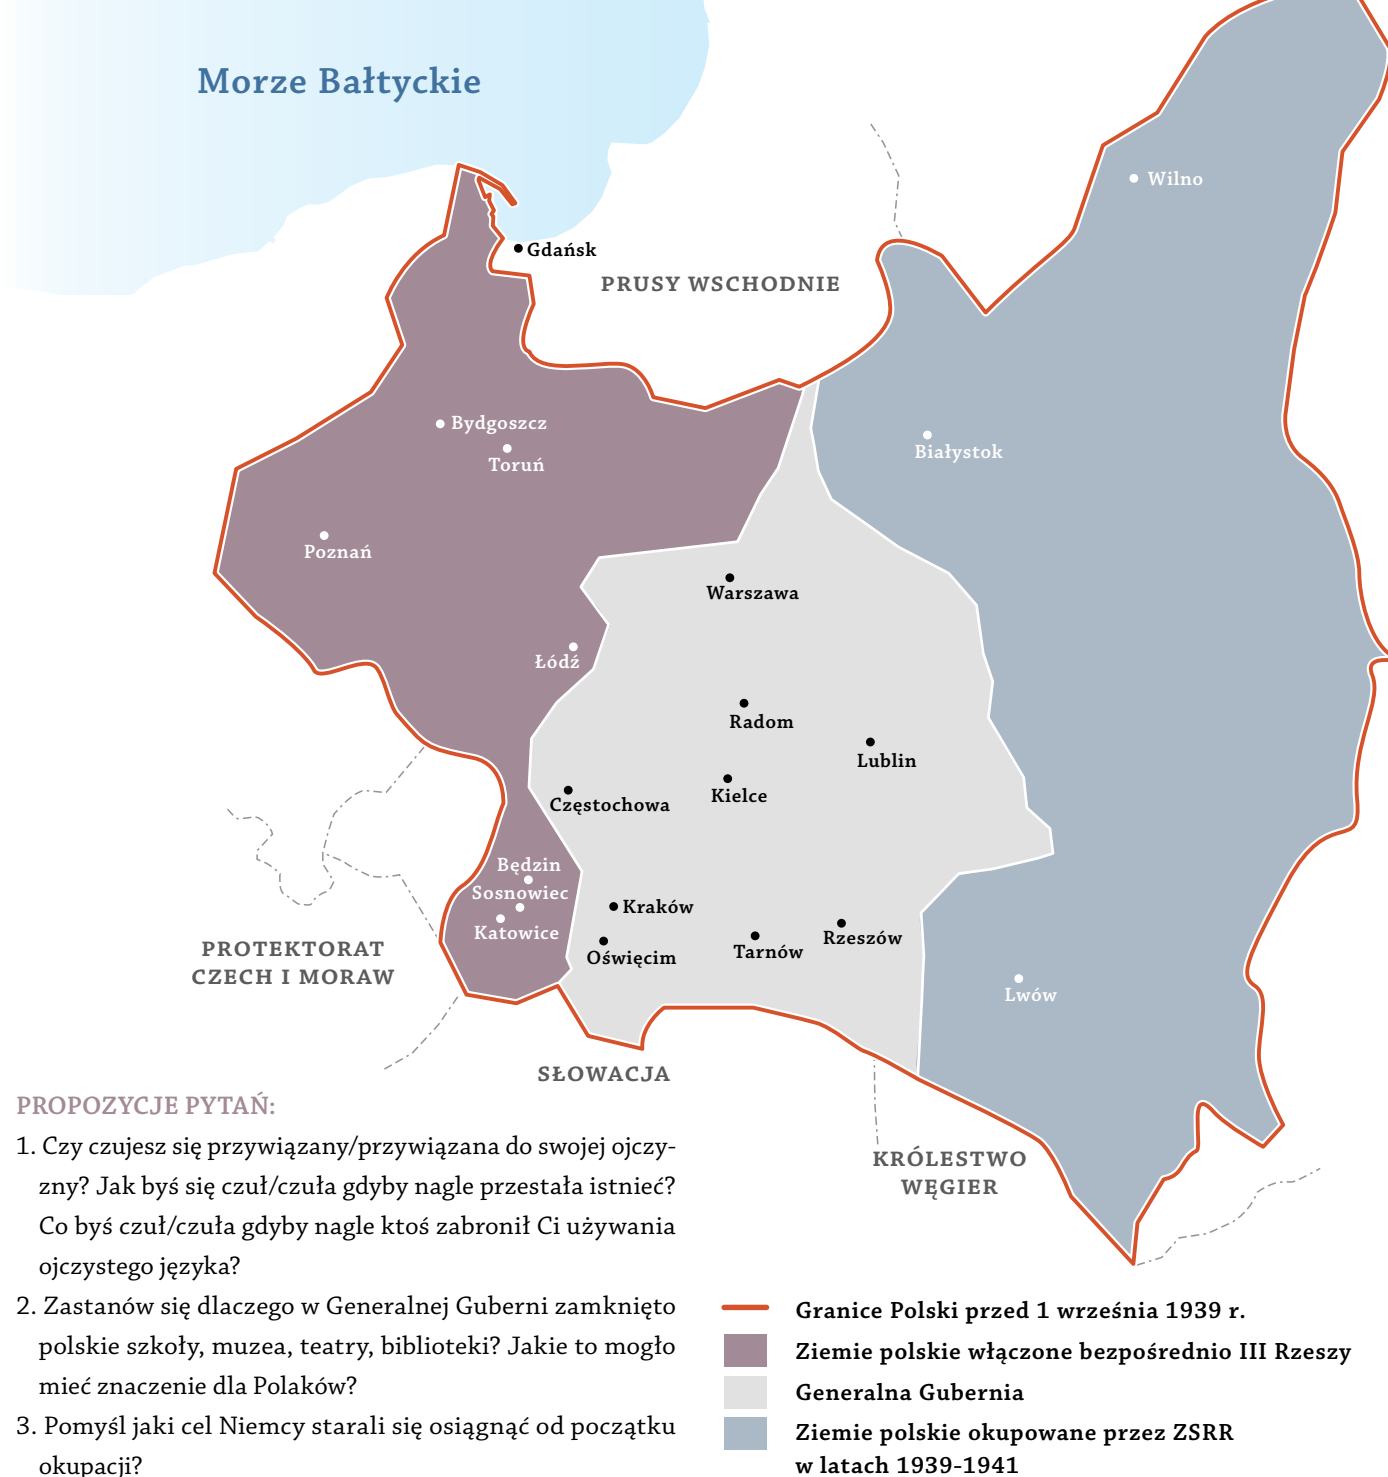 Morze Bałtyckie
Wilno
Gdańsk
PRUSY WSCHODNIE
Bydgoszcz
Toruń
Białystok
Poznań
Warszawa
Łódź
Radom
Lublin
Częstochowa
Kielce
Będzin
Sosnowiec
Katowice
Kraków
Oświęcim
Tarnów
Rzeszów
Lwów
PROTEKTORAT
CZECH I MORAW
SŁOWACJA
KRÓLESTWO
WĘGIER
PROPOZYCJE PYTAŃ:
1. Czy czujesz się przywiązany/przywiązana do swojej ojczy-
zny? Jak byś się czuł/czuła gdyby nagle przestała istnieć?
Co byś czuł/czuła gdyby nagle ktoś zabronił Ci używania
ojczystego języka?
2. Zastanów się dlaczego w Generalnej Guberni zamknięto
polskie szkoły, muzea, teatry, biblioteki? Jakie to mogło
mieć znaczenie dla Polaków?
3. Pomyśl jaki cel Niemcy starali się osiągnąć od początku
okupacji?
Granice Polski przed 1 września 1939 r.
Ziemie polskie włączone bezpośrednio III Rzeszy
Generalna Gubernia
Ziemie polskie okupowane przez ZSRR
w latach 1939-1941